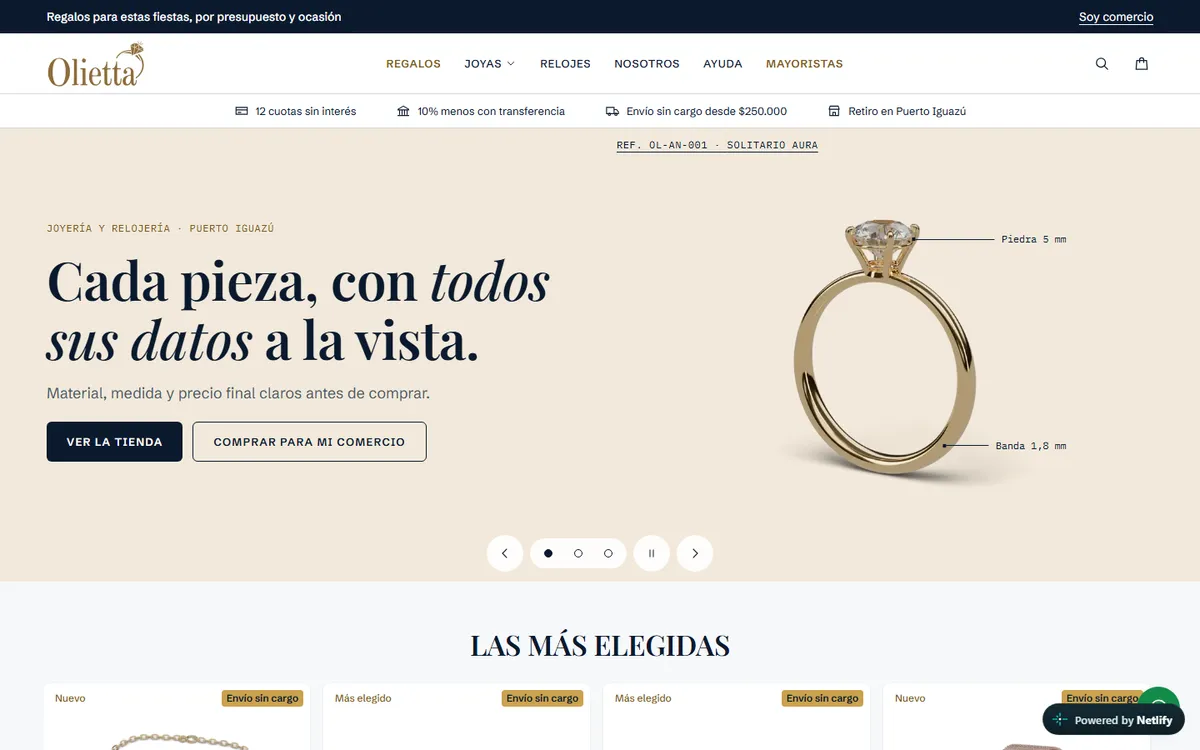 Regalos para estas fiestas, por presupuesto y ocasión
Soy comercio
Olietta
REGALOS
JOYAS
RELOJES
NOSOTROS
AYUDA
MAYORISTAS
12 cuotas sin interés
10% menos con transferencia
Envío sin cargo desde $250.000
Retiro en Puerto Iguazú
REF. OL-AN-001 · SOLITARIO AURA
JOYERÍA Y RELOJERÍA · PUERTO IGUAZÚ
Cada pieza, con todos
sus datos a la vista.
Material, medida y precio final claros antes de comprar.
VER LA TIENDA
COMPRAR PARA MI COMERCIO
Piedra 5 mm
Banda 1,8 mm
LAS MÁS ELEGIDAS
Nuevo
Envío sin cargo
Más elegido
Envío sin cargo
Más elegido
Envío sin cargo
Nuevo
Envío sin cargo
Powered by Netlify